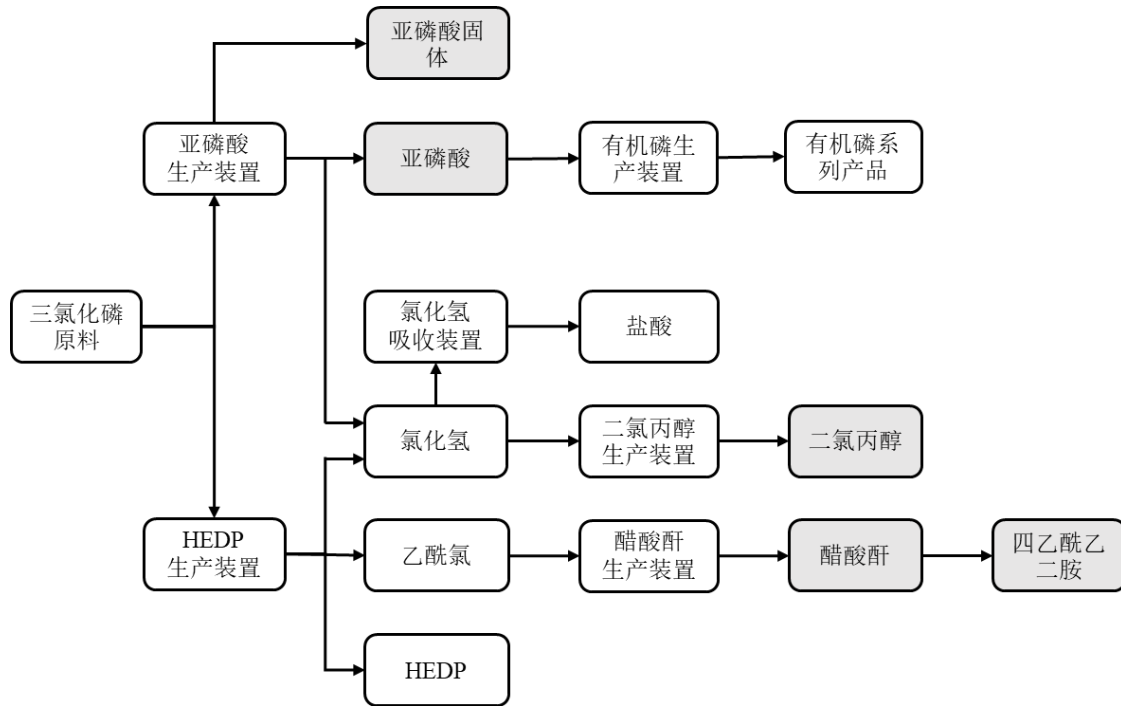 亚磷酸固
体
亚磷酸
生产装置
亚磷酸
有机磷生
产装置
有机磷系
列产品
三氯化磷
原料
氯化氢
吸收装置
盐酸
氯化氢
二氯丙醇
生产装置
二氯丙醇
HEDP
生产装置
乙酰氯
醋酸酐
生产装置
醋酸酐
四乙酰乙
二胺
HEDP